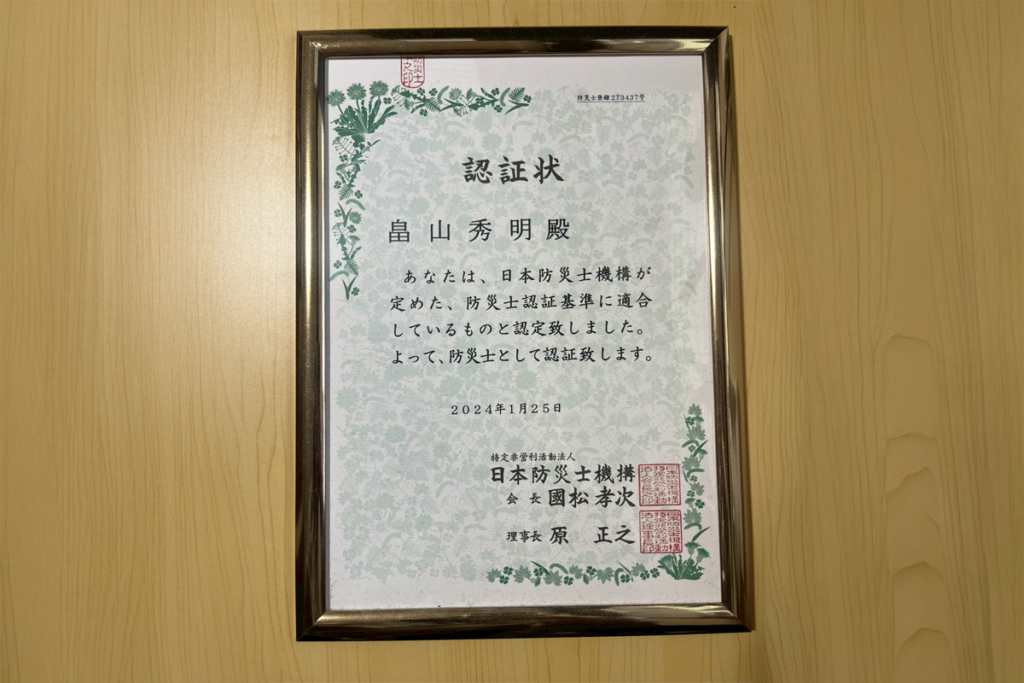 防災士登録273437号
認証状
畠山秀明殿
あなたは、日本防災士機構が
定めた、防災士認証基準に適合
しているものと認定致しました。
よって、防災士として認証致します。
2024年1月25日
特定非営利活動法人
日本防災士機構
会長 國松孝次
理事長 原 正之